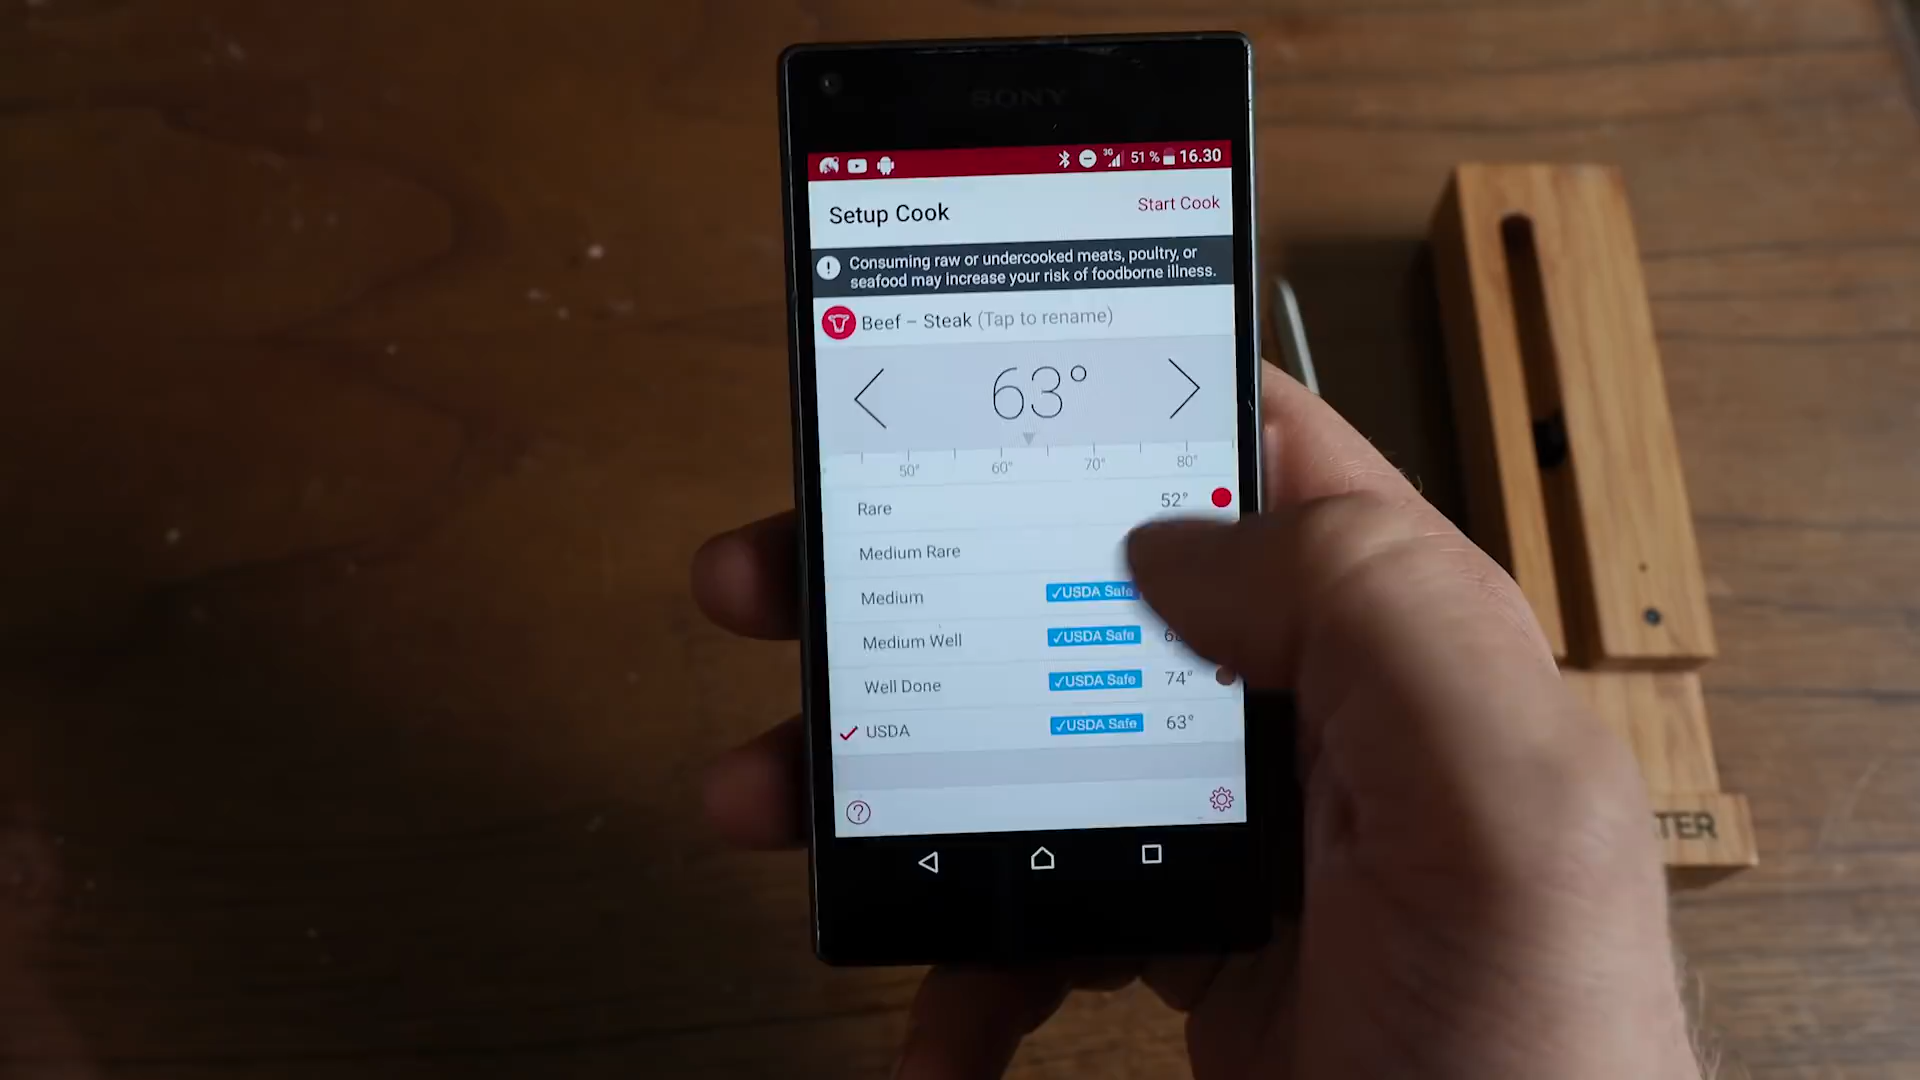 SONY
3G 51 % 16.30
Setup Cook
Start Cook
Consuming raw or undercooked meats, poultry, or
seafood may increase your risk of foodborne illness.
Beef – Steak (Tap to rename)
63°
50° 60° 70° 80°
Rare 52°
Medium Rare
Medium ✓USDA Safe
Medium Well ✓USDA Safe
Well Done ✓USDA Safe 74°
✓ USDA ✓USDA Safe 63°
?
TER